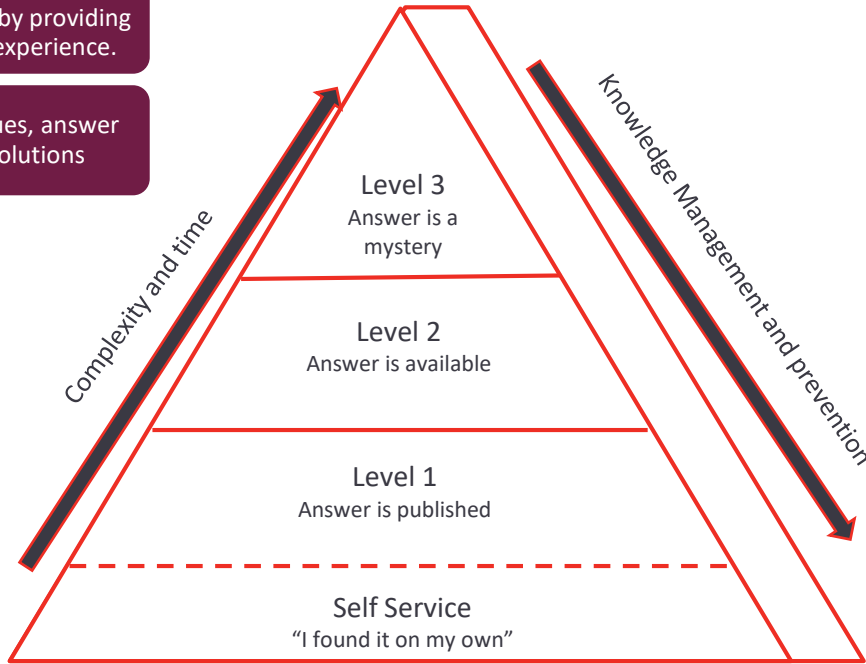 by providing
experience.
ues, answer
olutions
Complexity and time
Knowledge Management and prevention
Level 3
Answer is a
mystery
Level 2
Answer is available
Level 1
Answer is published
Self Service
“I found it on my own”